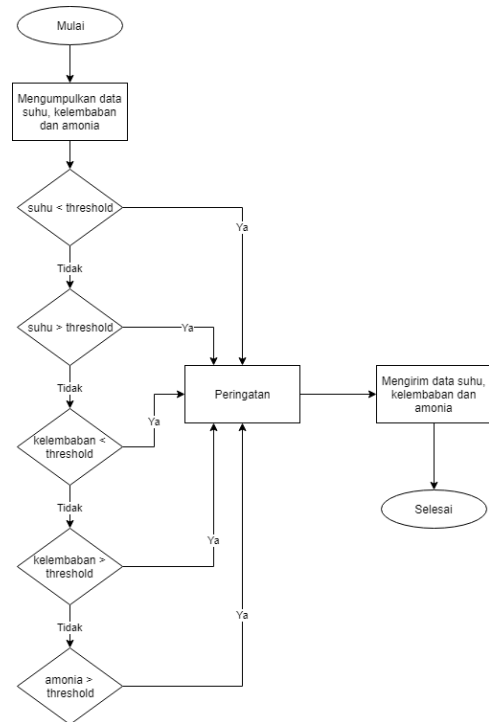 Mulai
Mengumpulkan data
suhu, kelembaban
dan amonia
suhu < threshold
Ya
Tidak
suhu > threshold
Ya
Tidak
Peringatan
Mengirim data suhu,
kelembaban dan
amonia
kelembaban <
threshold
Ya
Tidak
Selesai
kelembaban >
threshold
Ya
Tidak
Ya
amonia >
threshold